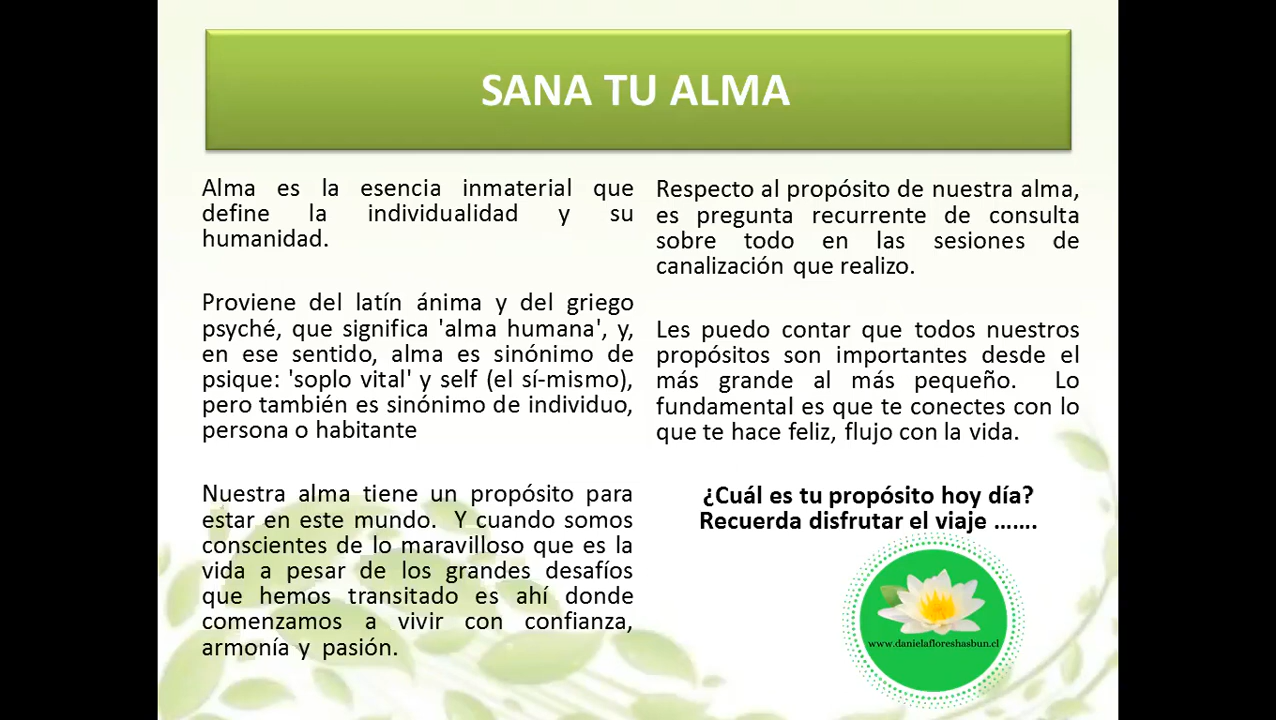 SANA TU ALMA
Alma es la esencia inmaterial que
define la individualidad y su
humanidad.
Proviene del latín ánima y del griego
psyché, que significa 'alma humana', y,
en ese sentido, alma es sinónimo de
psique: 'soplo vital' y self (el sí-mismo),
pero también es sinónimo de individuo,
persona o habitante
Nuestra alma tiene un propósito para
estar en este mundo. Y cuando somos
conscientes de lo maravilloso que es la
vida a pesar de los grandes desafíos
que hemos transitado es ahí donde
comenzamos a vivir con confianza,
armonía y pasión.
Respecto al propósito de nuestra alma,
es pregunta recurrente de consulta
sobre todo en las sesiones de
canalización que realizo.
Les puedo contar que todos nuestros
propósitos son importantes desde el
más grande al más pequeño. Lo
fundamental es que te conectes con lo
que te hace feliz, flujo con la vida.
¿Cuál es tu propósito hoy día?
Recuerda disfrutar el viaje .......
www.danielafloreshasbun.cl